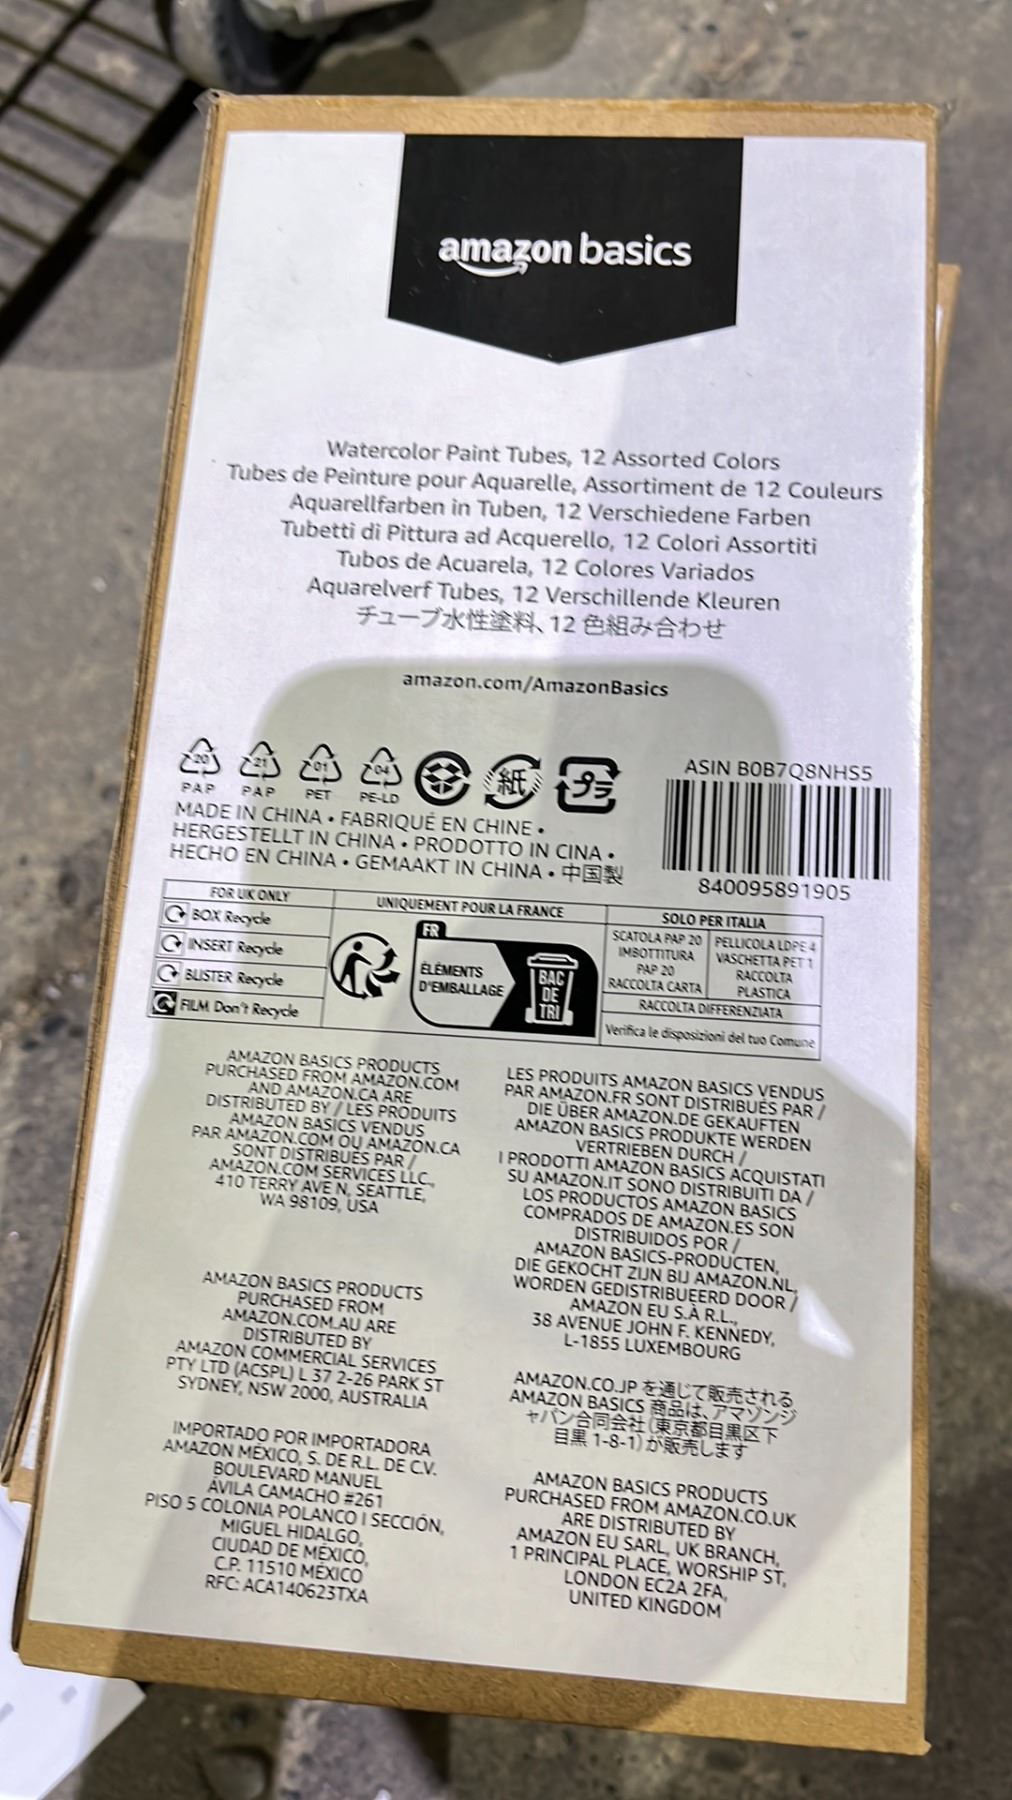 amazon basics
Watercolor Paint Tubes, 12 Assorted Colors
Tubes de Peinture pour Aquarelle, Assortiment de 12 Couleurs
Aquarellfarben in Tuben, 12 Verschiedene Farben
Tubetti di Pittura ad Acquerello, 12 Colori Assortiti
Tubos de Acuarela, 12 Colores Variados
Aquarelverf Tubes, 12 Verschillende Kleuren
チューブ水性塗料、12 色組み合わせ
amazon.com/AmazonBasics
20
PAP
21
PAP
01
PET
04
PE-LD
紙
プラ
MADE IN CHINA • FABRIQUÉ EN CHINE •
HERGESTELLT IN CHINA • PRODOTTO IN CINA •
HECHO EN CHINA • GEMAAKT IN CHINA • 中国製
ASIN B0B7Q8NHS5
840095891905
FOR UK ONLY
BOX Recycle
INSERT Recycle
BLISTER Recycle
FILM Don't Recycle
UNIQUEMENT POUR LA FRANCE
FR
ÉLÉMENTS
D'EMBALLAGE
BAC
DE
TRI
SOLO PER ITALIA
SCATOLA PAP 20
IMBOTTITURA
PAP 20
RACCOLTA CARTA
PELLICOLA LDPE 4
VASCHETTA PET 1
RACCOLTA
PLASTICA
RACCOLTA DIFFERENZIATA
Verifica le disposizioni del tuo Comune
AMAZON BASICS PRODUCTS
PURCHASED FROM AMAZON.COM
AND AMAZON.CA ARE
DISTRIBUTED BY / LES PRODUITS
AMAZON BASICS VENDUS
PAR AMAZON.COM OU AMAZON.CA
SONT DISTRIBUÉS PAR /
AMAZON.COM SERVICES LLC,
410 TERRY AVE N, SEATTLE,
WA 98109, USA
AMAZON BASICS PRODUCTS
PURCHASED FROM
AMAZON.COM.AU ARE
DISTRIBUTED BY
AMAZON COMMERCIAL SERVICES
PTY LTD (ACSPL) L 37 2-26 PARK ST
SYDNEY, NSW 2000, AUSTRALIA
IMPORTADO POR IMPORTADORA
AMAZON MÉXICO, S. DE R.L. DE C.V.
BOULEVARD MANUEL
ÁVILA CAMACHO #261
PISO 5 COLONIA POLANCO I SECCIÓN,
MIGUEL HIDALGO,
CIUDAD DE MÉXICO,
C.P. 11510 MÉXICO
RFC: ACA140623TXA
LES PRODUITS AMAZON BASICS VENDUS
PAR AMAZON.FR SONT DISTRIBUÉS PAR /
DIE ÜBER AMAZON.DE GEKAUFTEN
AMAZON BASICS PRODUKTE WERDEN
VERTRIEBEN DURCH /
I PRODOTTI AMAZON BASICS ACQUISTATI
SU AMAZON.IT SONO DISTRIBUITI DA /
LOS PRODUCTOS AMAZON BASICS
COMPRADOS DE AMAZON.ES SON
DISTRIBUIDOS POR /
AMAZON BASICS-PRODUCTEN,
DIE GEKOCHT ZIJN BIJ AMAZON.NL,
WORDEN GEDISTRIBUEERD DOOR /
AMAZON EU S.À R.L.,
38 AVENUE JOHN F. KENNEDY,
L-1855 LUXEMBOURG
AMAZON.CO.JP を通じて販売される
AMAZON BASICS 商品は、アマゾンジ
ャパン合同会社 (東京都目黒区下
目黒 1-8-1) が販売します
AMAZON BASICS PRODUCTS
PURCHASED FROM AMAZON.CO.UK
ARE DISTRIBUTED BY
AMAZON EU SARL, UK BRANCH,
1 PRINCIPAL PLACE, WORSHIP ST,
LONDON EC2A 2FA,
UNITED KINGDOM